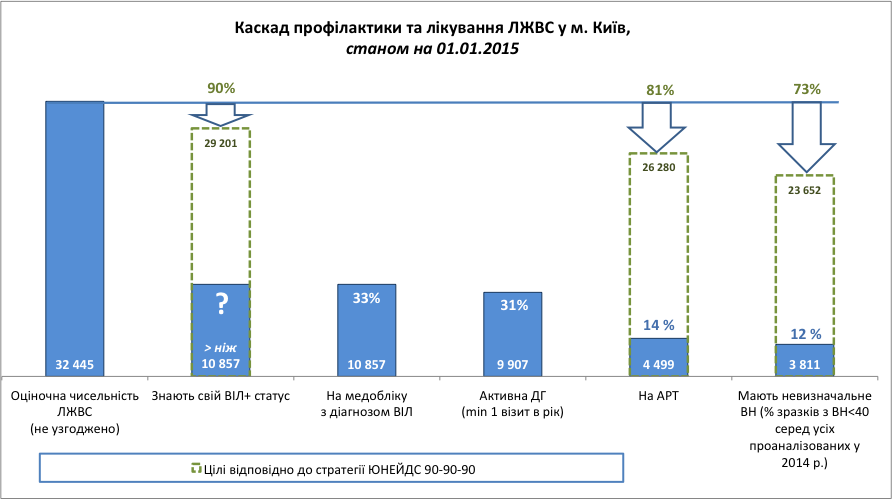 Каскад профілактики та лікування ЛЖВС у м. Київ,
станом на 01.01.2015
90%
81%
73%
29 201
26 280
23 652
?
> ніж
33%
31%
14 %
12 %
32 445
10 857
10 857
9 907
4 499
3 811
Оціночна чисельність
ЛЖВС
(не узгоджено)
Знають свій ВІЛ+ статус
На медобліку
з діагнозом ВІЛ
Активна ДГ
(min 1 візит в рік)
На АРТ
Мають невизначальне
ВН (% зразків з ВН<40
серед усіх
проаналізованих у
2014 р.)
Цілі відповідно до стратегії ЮНЕЙДС 90-90-90